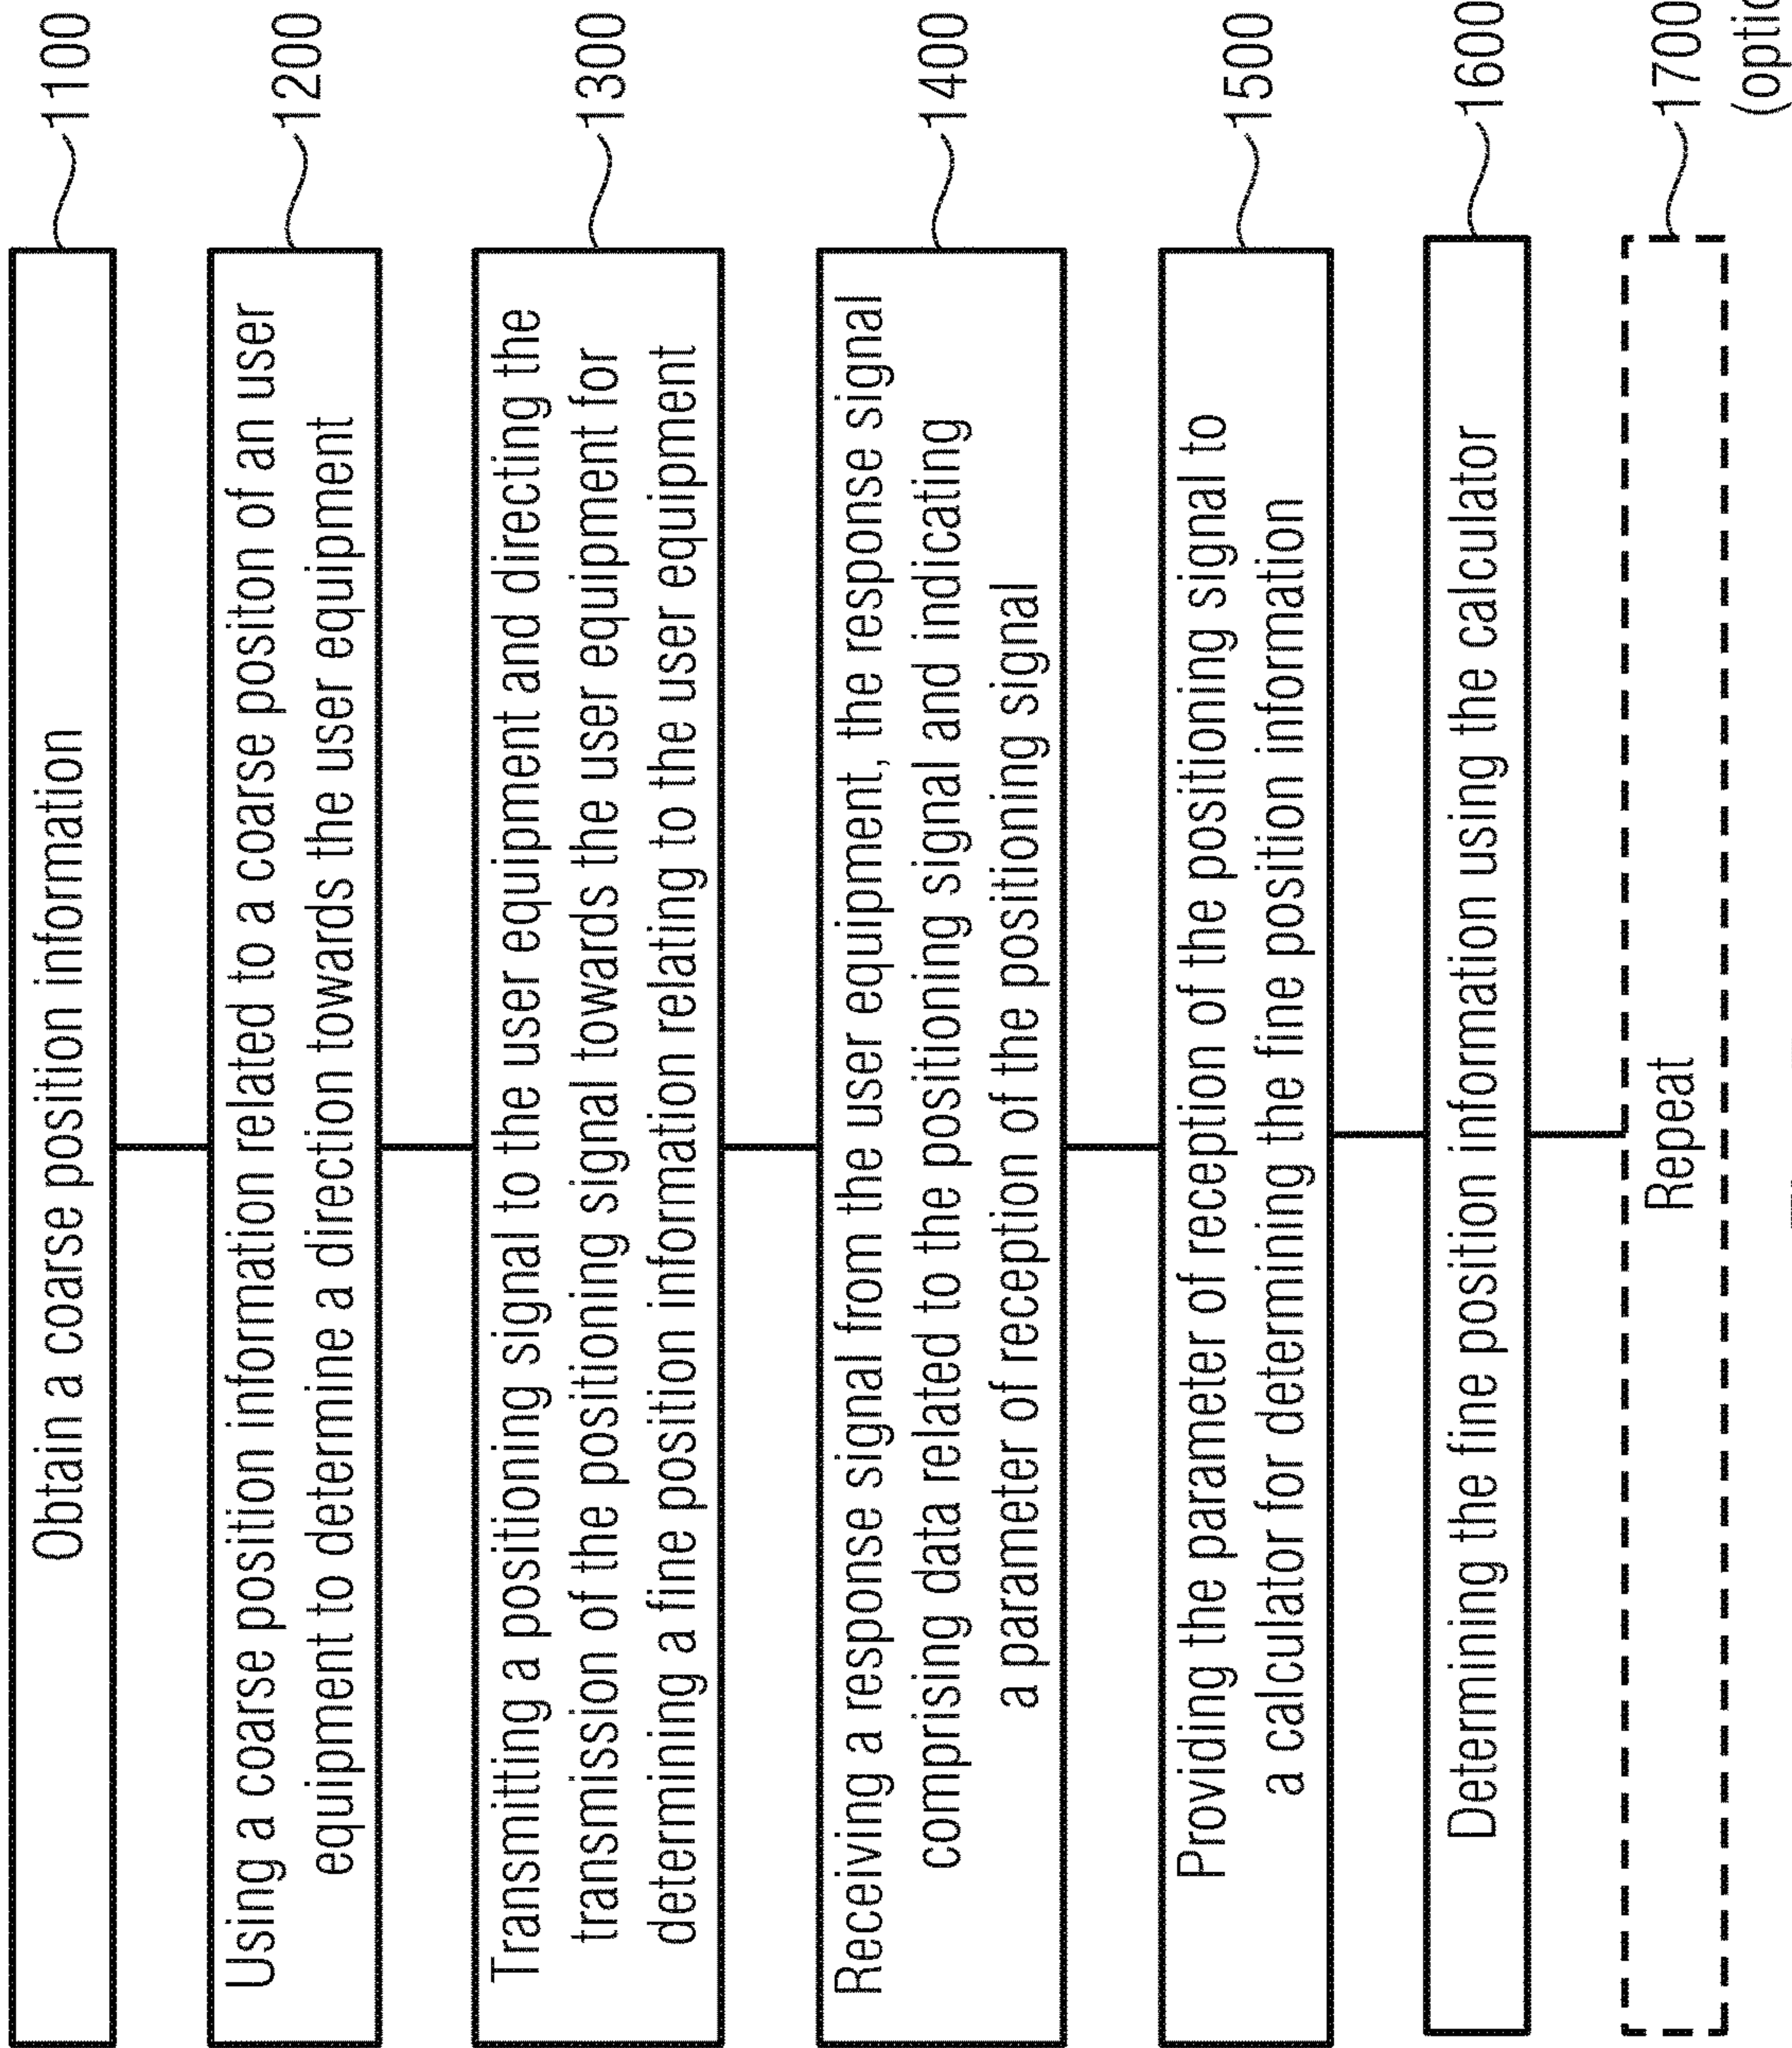 Obtain a coarse position information
1100
Using a coarse position information related to a coarse positon of an user
equipment to determine a direction towards the user equipment
1200
Transmitting a positioning signal to the user equipment and directing the
transmission of the positioning signal towards the user equipment for
determining a fine position information relating to the user equipment
1300
Receiving a response signal from the user equipment, the response signal
comprising data related to the positioning signal and indicating
a parameter of reception of the positioning signal
1400
Providing the parameter of reception of the positioning signal to
a calculator for determining the fine position information
1500
Determining the fine position information using the calculator
1600
Repeat
1700